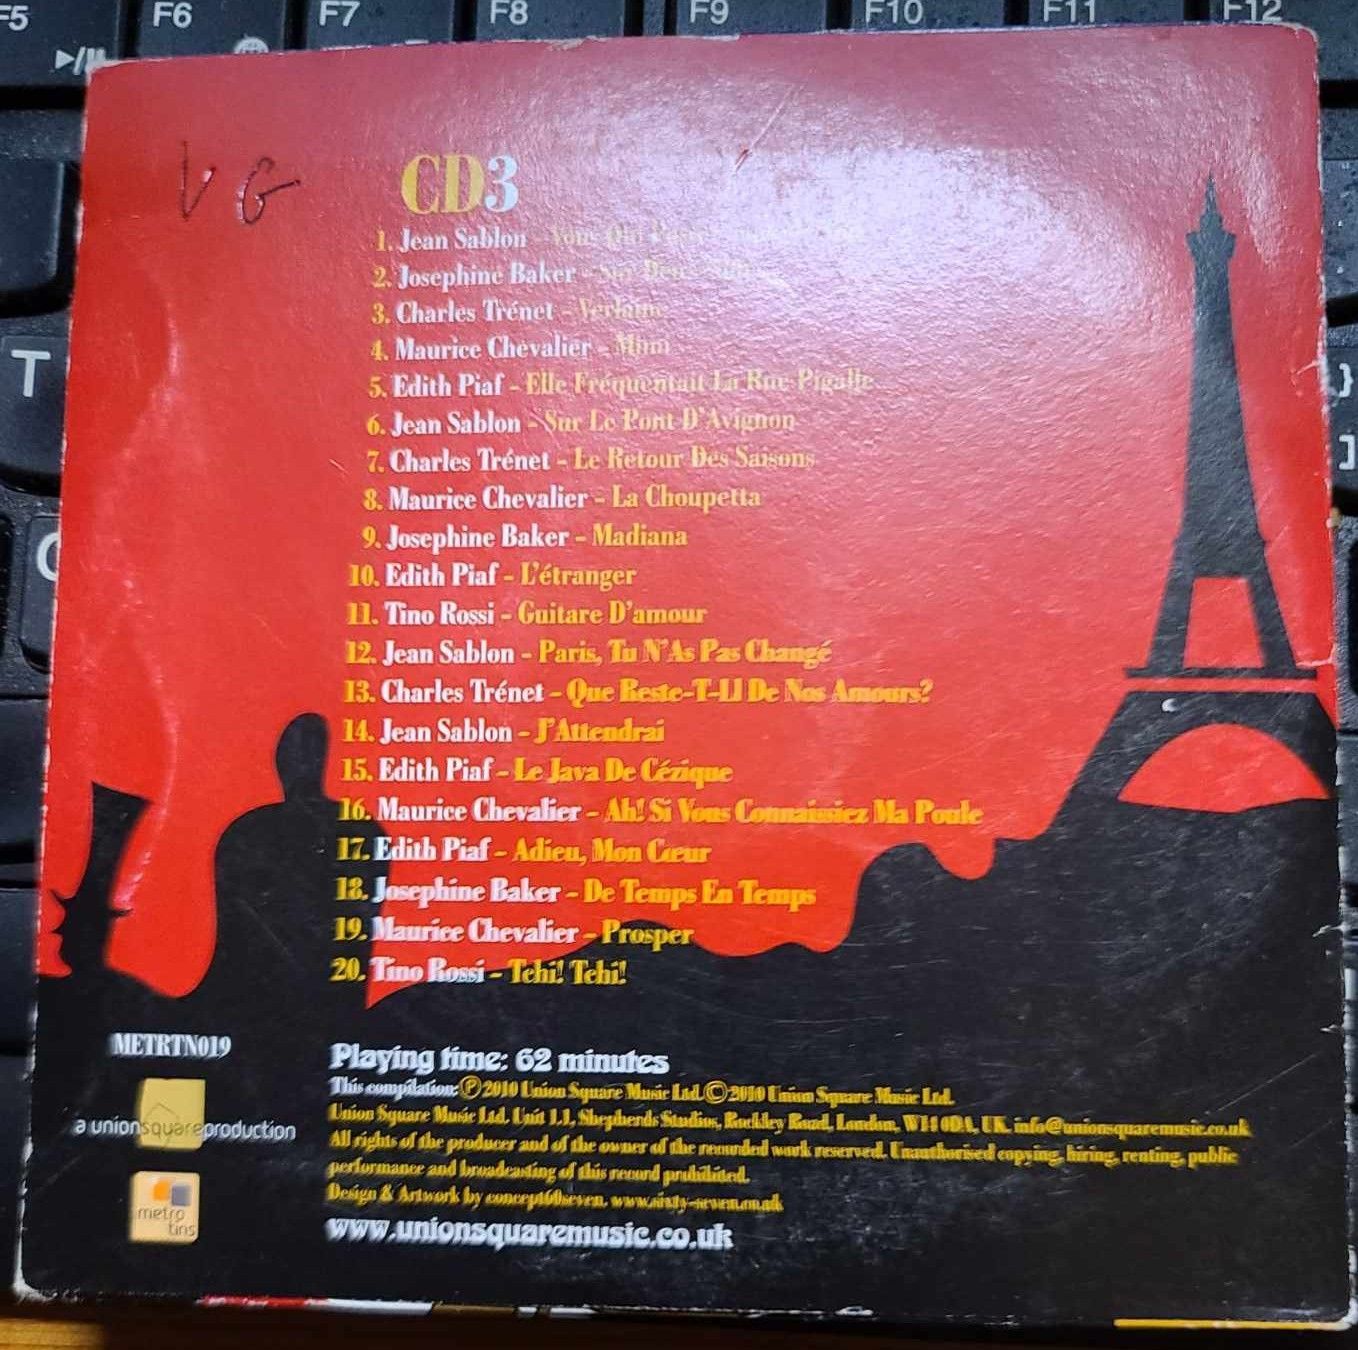 F5
F6
F7
F8
F9
F10
F11
F12
T
VG
CD3
1. Jean Sablon -
2. Josephine Baker - Sur Deux
3. Charles Trénet - Verlaine
4. Maurice Chevalier - Mimi
5. Edith Piaf - Elle Fréquentait La Rue Pigalle
6. Jean Sablon - Sur Le Pont D'Avignon
7. Charles Trénet - Le Retour Des Saisons
8. Maurice Chevalier - La Choupetta
9. Josephine Baker - Madiana
10. Edith Piaf - L'étranger
11. Tino Rossi - Guitare D'amour
12. Jean Sablon - Paris, Tu N'As Pas Changé
13. Charles Trénet - Que Reste-T-Ll De Nos Amours?
14. Jean Sablon - J'Attendrai
15. Edith Piaf - Le Java De Cézique
16. Maurice Chevalier - Ah! Si Vous Connaissiez Ma Poule
17. Edith Piaf - Adieu, Mon Cœur
18. Josephine Baker - De Temps En Temps
19. Maurice Chevalier - Prosper
20. Tino Rossi - Tchi! Tchi!
METRTN019
Playing time: 62 minutes
This compilation: Ⓟ 2010 Union Square Music Ltd. © 2010 Union Square Music Ltd.
Union Square Music Ltd. Unit 1.1, Shepherds Studios, Rockley Road, London, W14 0DA, UK. info@unionsquaremusic.co.uk
All rights of the producer and of the owner of the recorded work reserved. Unauthorised copying, hiring, renting, public
performance and broadcasting of this record prohibited.
Design & Artwork by concept60seven. www.sixty-seven.co.uk
www.unionsquaremusic.co.uk
a unionsquareproduction
metro
tins